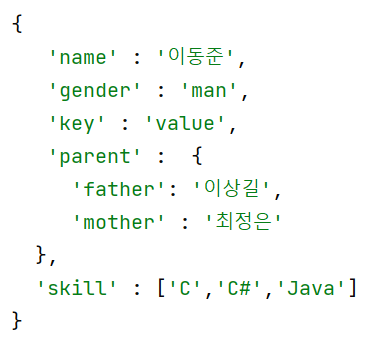 {
'name' : '이동준',
'gender' : 'man',
'key' : 'value',
'parent' :  {
'father': '이상길',
'mother' : '최정은'
},
'skill' : ['C','C#','Java']
}